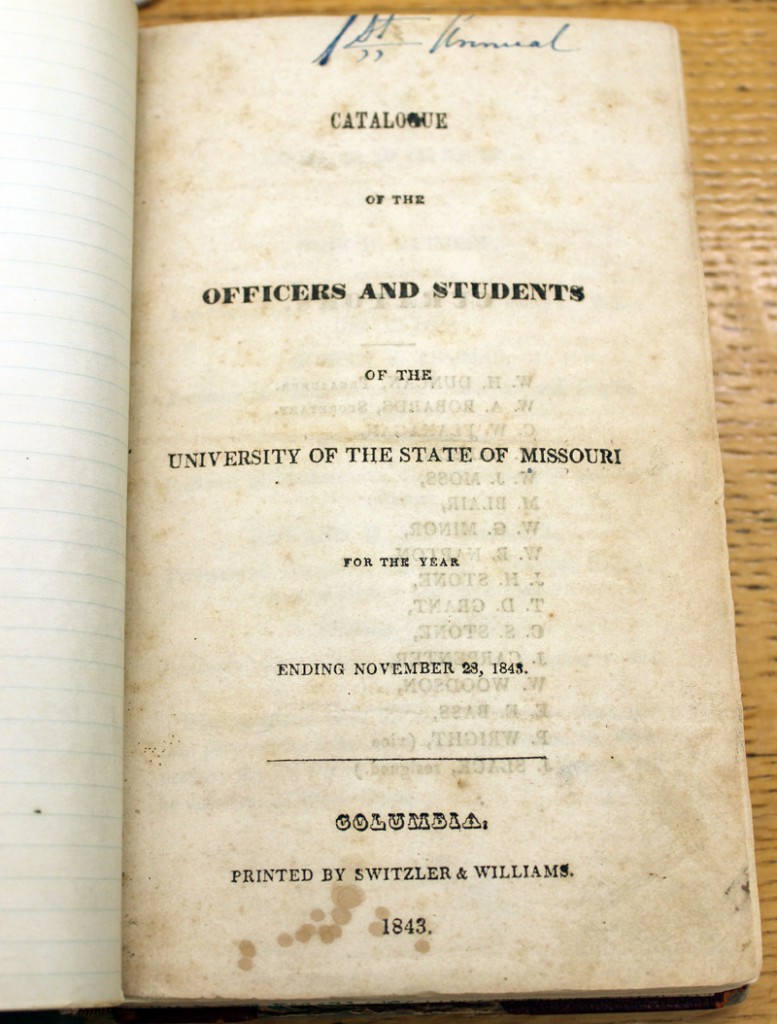 1st Annual
CATALOGUE
OF THE
OFFICERS AND STUDENTS
OF THE
UNIVERSITY OF THE STATE OF MISSOURI
FOR THE YEAR
ENDING NOVEMBER 28, 1843.
COLUMBIA:
PRINTED BY SWITZLER & WILLIAMS.
1843.